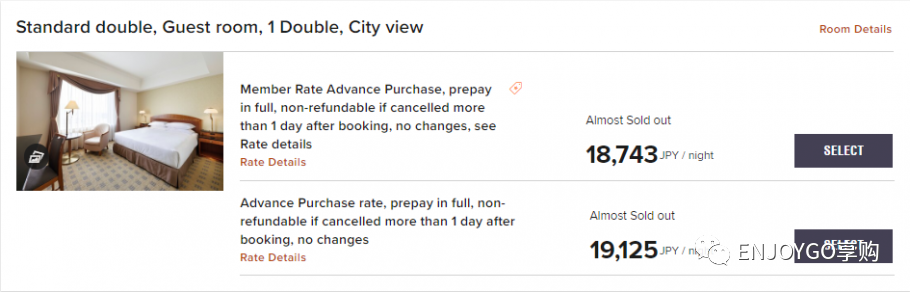 Standard double, Guest room, 1 Double, City view
Room Details
Member Rate Advance Purchase, prepay
in full, non-refundable if cancelled more
than 1 day after booking, no changes, see
Rate details
Rate Details
Almost Sold out
18,743 JPY / night
SELECT
Advance Purchase rate, prepay in full, non-
refundable if cancelled more than 1 day after
booking, no changes
Rate Details
Almost Sold out
19,125 JPY / night
SELECT
ENJOYGO享购